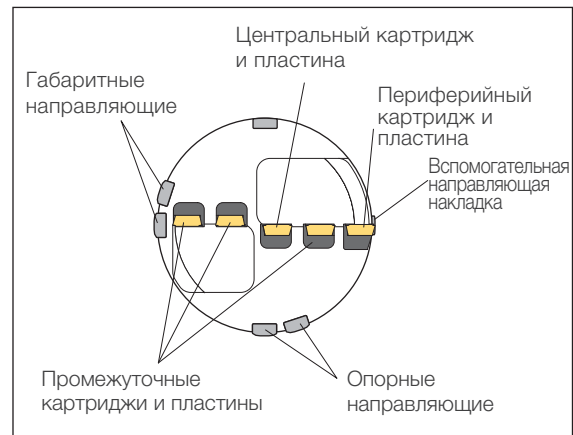 Центральный картридж
и пластина
Габаритные
направляющие
Периферийный
картридж и
пластина
Вспомогательная
направляющая
накладка
Промежуточные
картриджи и пластины
Опорные
направляющие